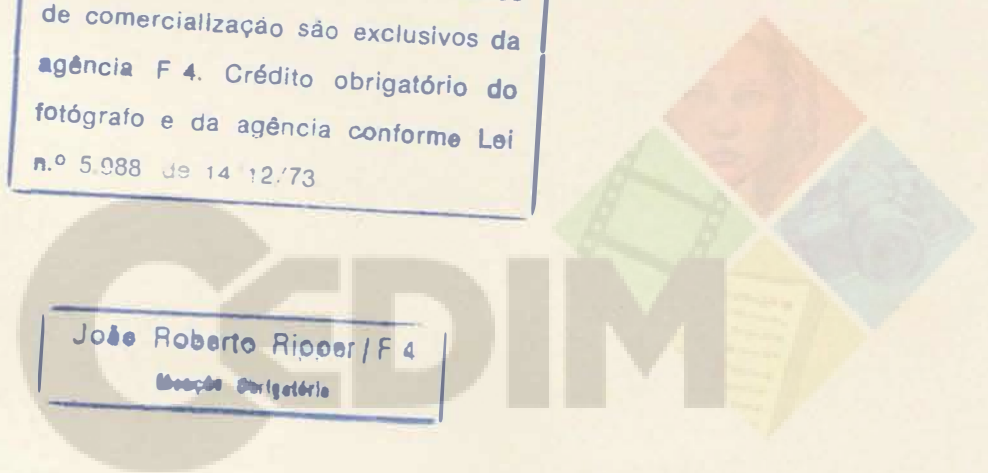 de comercialização são exclusivos da
agência F 4. Crédito obrigatório do
fotógrafo e da agência conforme Lei
n.º 5.988 de 14 12/73
CEDIM
João Roberto Ripper / F 4
Obrigatória